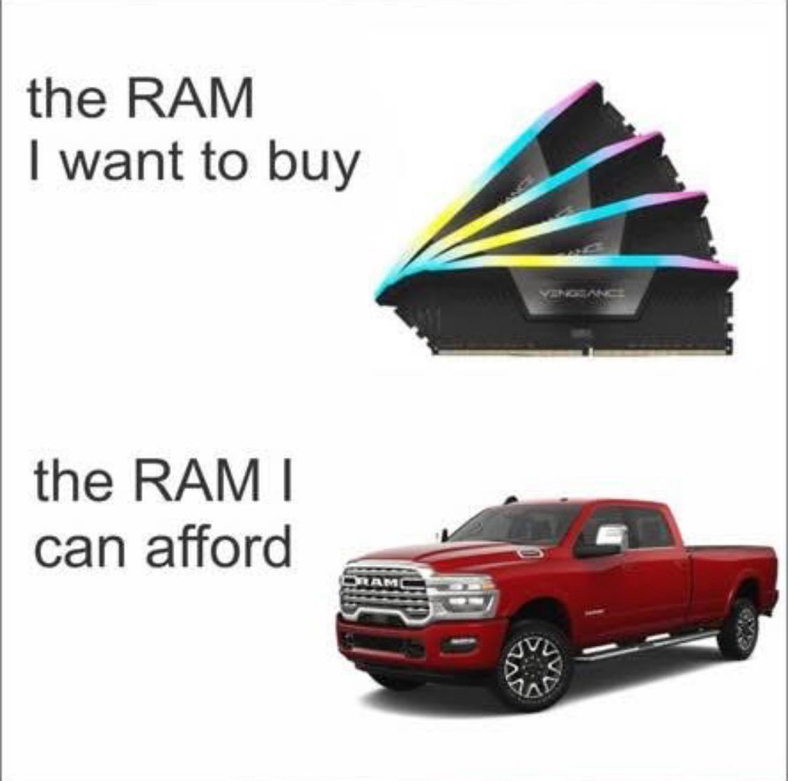 the RAM
I want to buy
VENGEANCE
the RAM I
can afford
RAM